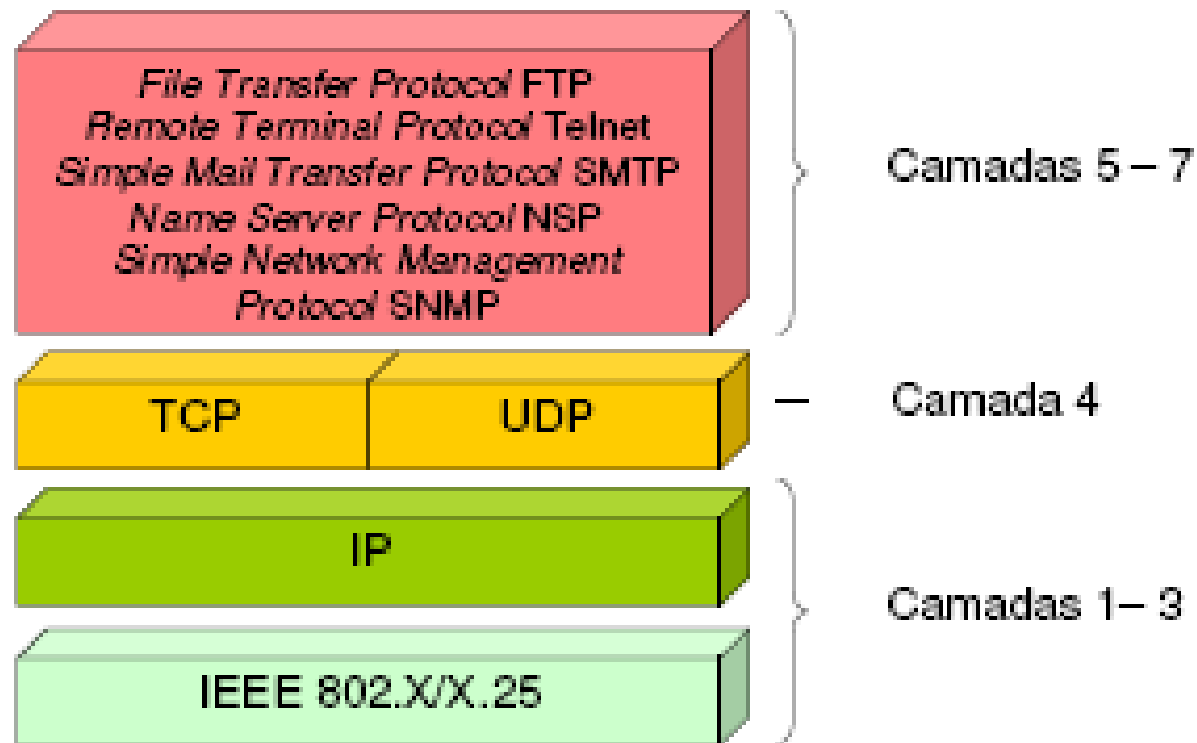 File Transfer Protocol FTP
Remote Terminal Protocol Telnet
Simple Mail Transfer Protocol SMTP
Name Server Protocol NSP
Simple Network Management
Protocol SNMP
Camadas 5 – 7
TCP
UDP
Camada 4
IP
IEEE 802.X/X.25
Camadas 1– 3